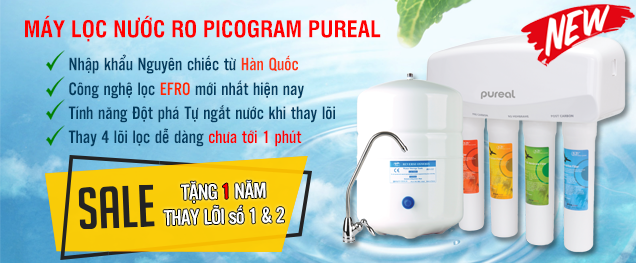 MÁY LỌC NƯỚC RO PICOGRAM PUREAL
NEW
Nhập khẩu Nguyên chiếc từ Hàn Quốc
Công nghệ lọc EFRO mới nhất hiện nay
Tính năng Đột phá Tự ngắt nước khi thay lõi
Thay 4 lõi lọc dễ dàng chưa tới 1 phút
pureal
SALE
TẶNG 1 NĂM
THAY LÕI số 1 & 2